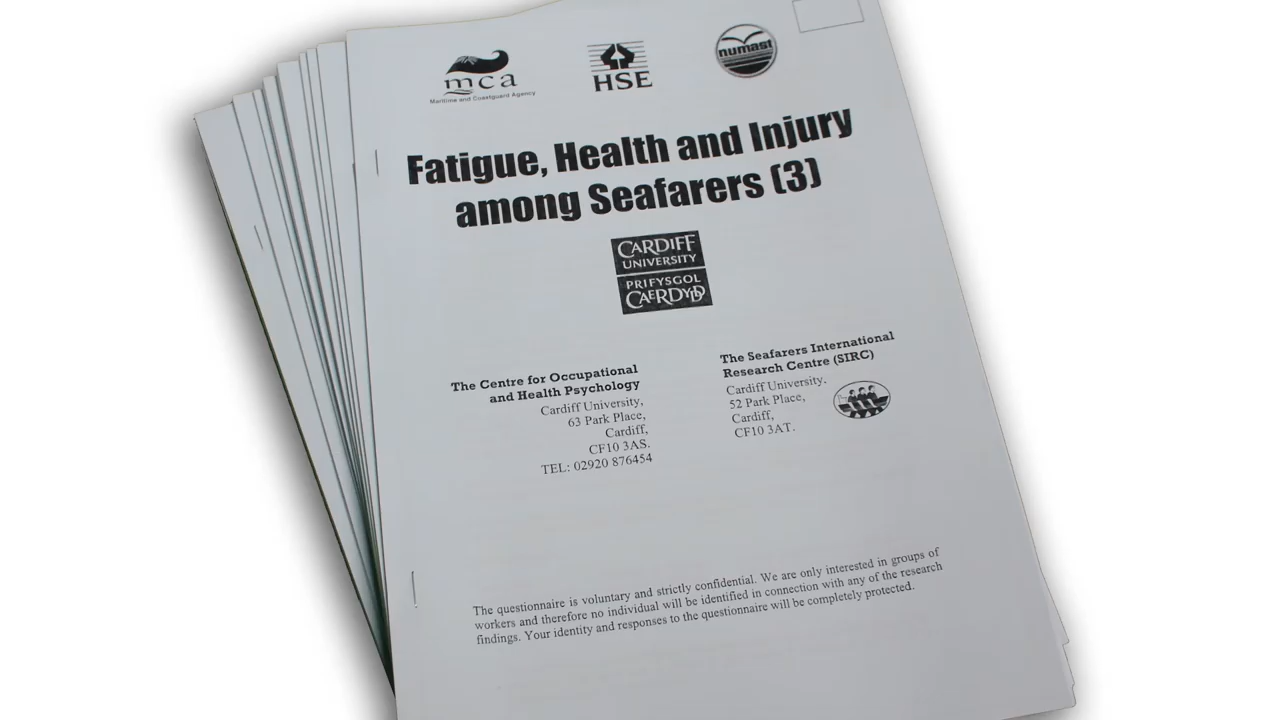 mca
Maritime and Coastguard Agency
HSE
numast
Fatigue, Health and Injury
among Seafarers (3)
CARDIFF
UNIVERSITY
PRIFYSGOL
CAERDYDD
The Centre for Occupational
and Health Psychology
Cardiff University,
63 Park Place,
Cardiff,
CF10 3AS.
TEL: 02920 876454
The Seafarers International
Research Centre (SIRC)
Cardiff University,
52 Park Place,
Cardiff,
CF10 3AT.
The questionnaire is voluntary and strictly confidential. We are only interested in groups of
workers and therefore no individual will be identified in connection with any of the research
findings. Your identity and responses to the questionnaire will be completely protected.